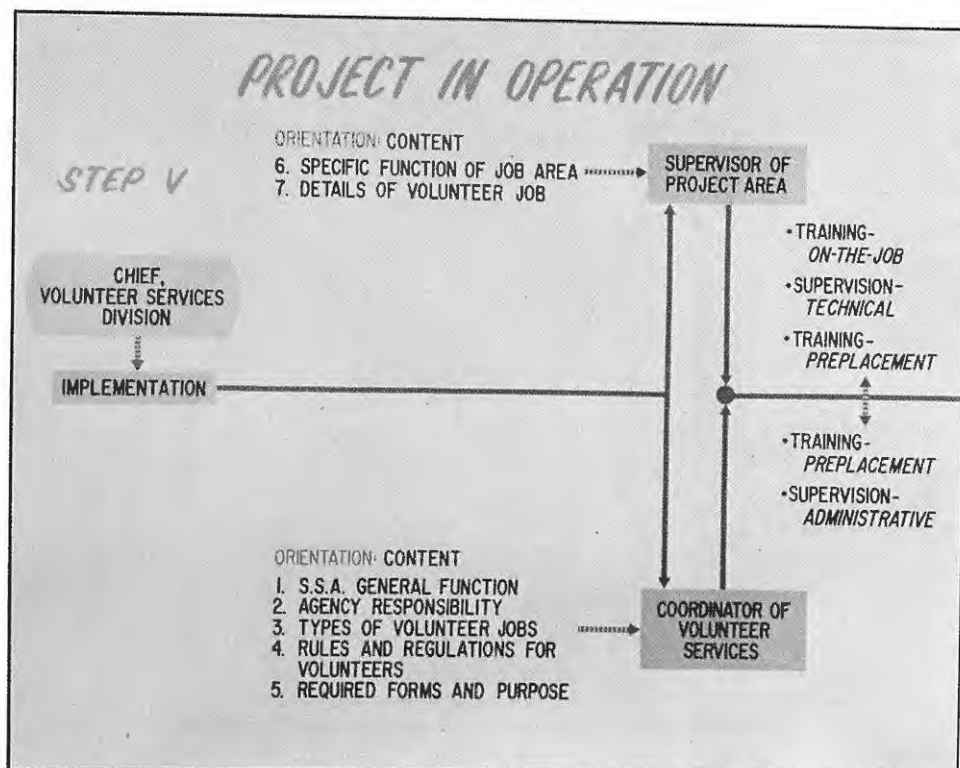 PROJECT IN OPERATION
STEP V
ORIENTATION: CONTENT
6. SPECIFIC FUNCTION OF JOB AREA
7. DETAILS OF VOLUNTEER JOB
SUPERVISOR OF
PROJECT AREA
CHIEF,
VOLUNTEER SERVICES
DIVISION
IMPLEMENTATION
•TRAINING-
ON-THE-JOB
•SUPERVISION-
TECHNICAL
•TRAINING-
PREPLACEMENT
•TRAINING-
PREPLACEMENT
•SUPERVISION-
ADMINISTRATIVE
ORIENTATION: CONTENT
1. S.S.A. GENERAL FUNCTION
2. AGENCY RESPONSIBILITY
3. TYPES OF VOLUNTEER JOBS
4. RULES AND REGULATIONS FOR
VOLUNTEERS
5. REQUIRED FORMS AND PURPOSE
COORDINATOR OF
VOLUNTEER
SERVICES